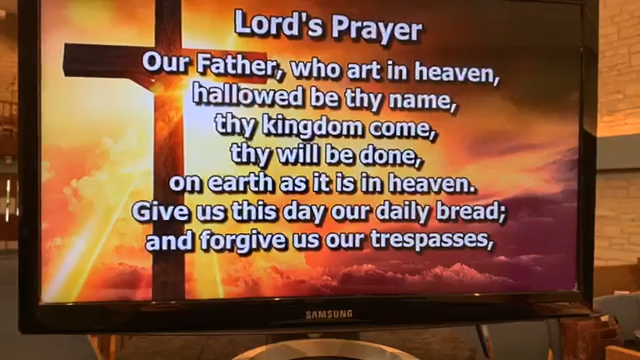 Lord's Prayer
Our Father, who art in heaven,
hallowed be thy name,
thy kingdom come,
thy will be done,
on earth as it is in heaven.
Give us this day our daily bread;
and forgive us our trespasses,
SAMSUNG